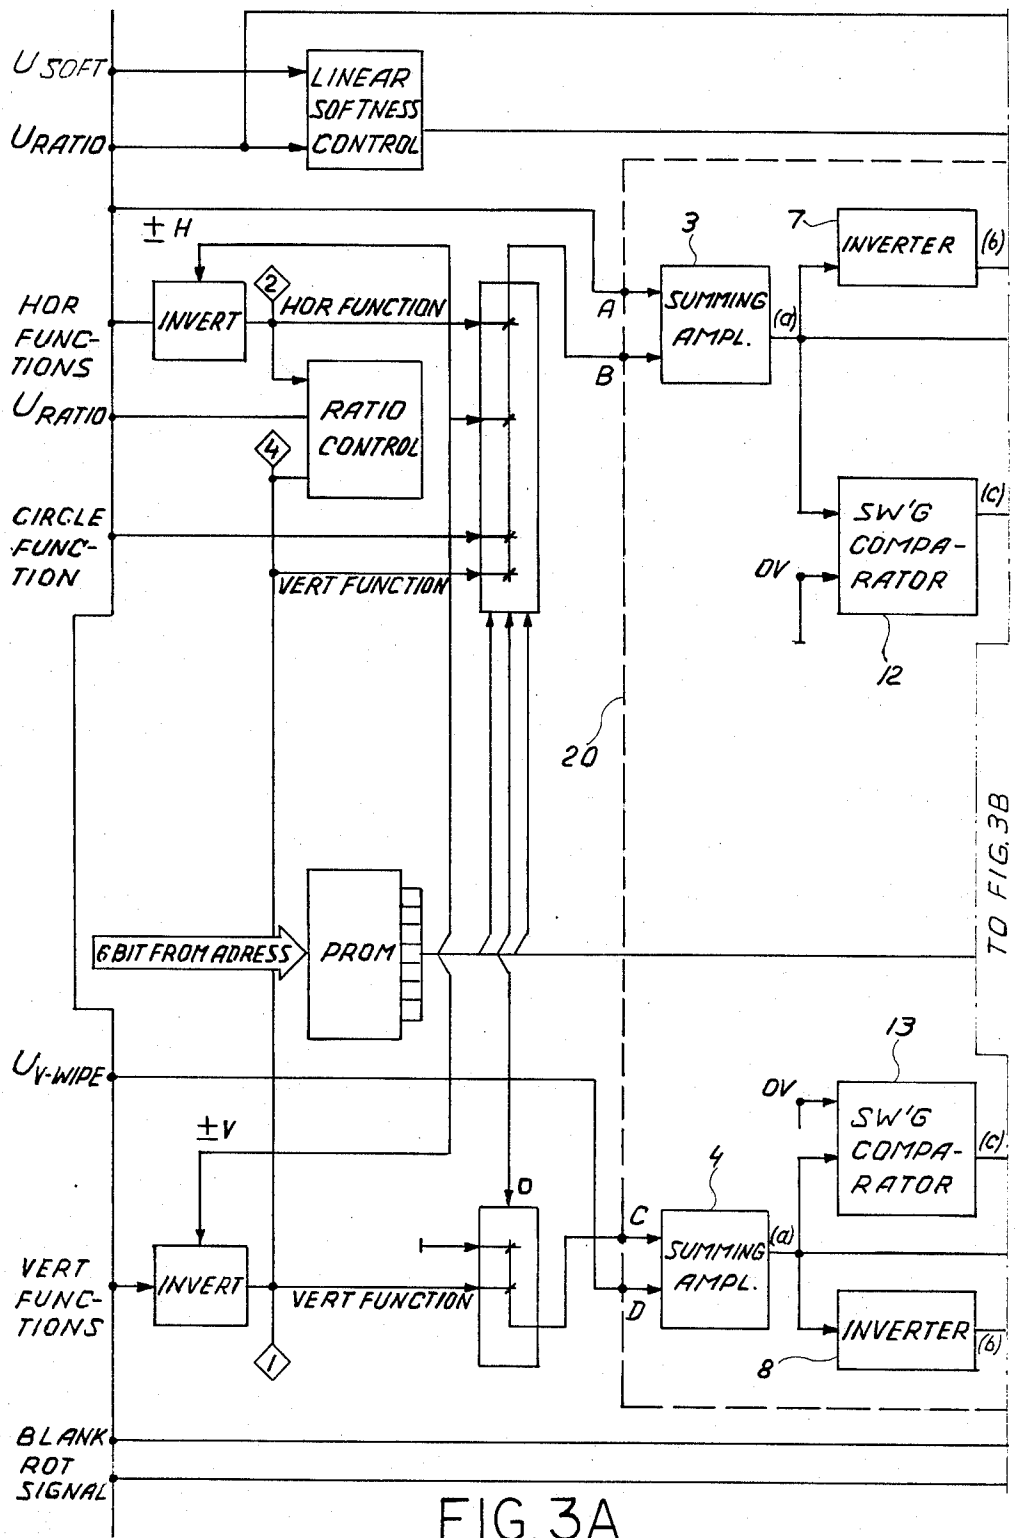 U SOFT
LINEAR
SOFTNESS
CONTROL
U RATIO
± H
3
7
INVERTER
(b)
HOR
FUNC-
TIONS
INVERT
2
HOR FUNCTION
A
B
SUMMING
AMPL.
(a)
U RATIO
RATIO
CONTROL
4
CIRCLE
FUNC-
TION
VERT FUNCTION
SW'G
COMPA-
RATOR
(c)
OV
12
20
TO FIG. 3B
6 BIT FROM ADRESS
PROM
U V-WIPE
13
OV
SW'G
COMPA-
RATOR
(c)
± V
O
4
C
D
SUMMING
AMPL.
(a)
VERT
FUNC-
TIONS
INVERT
VERT FUNCTION
1
INVERTER
(b)
8
BLANK
ROT
SIGNAL
FIG. 3A